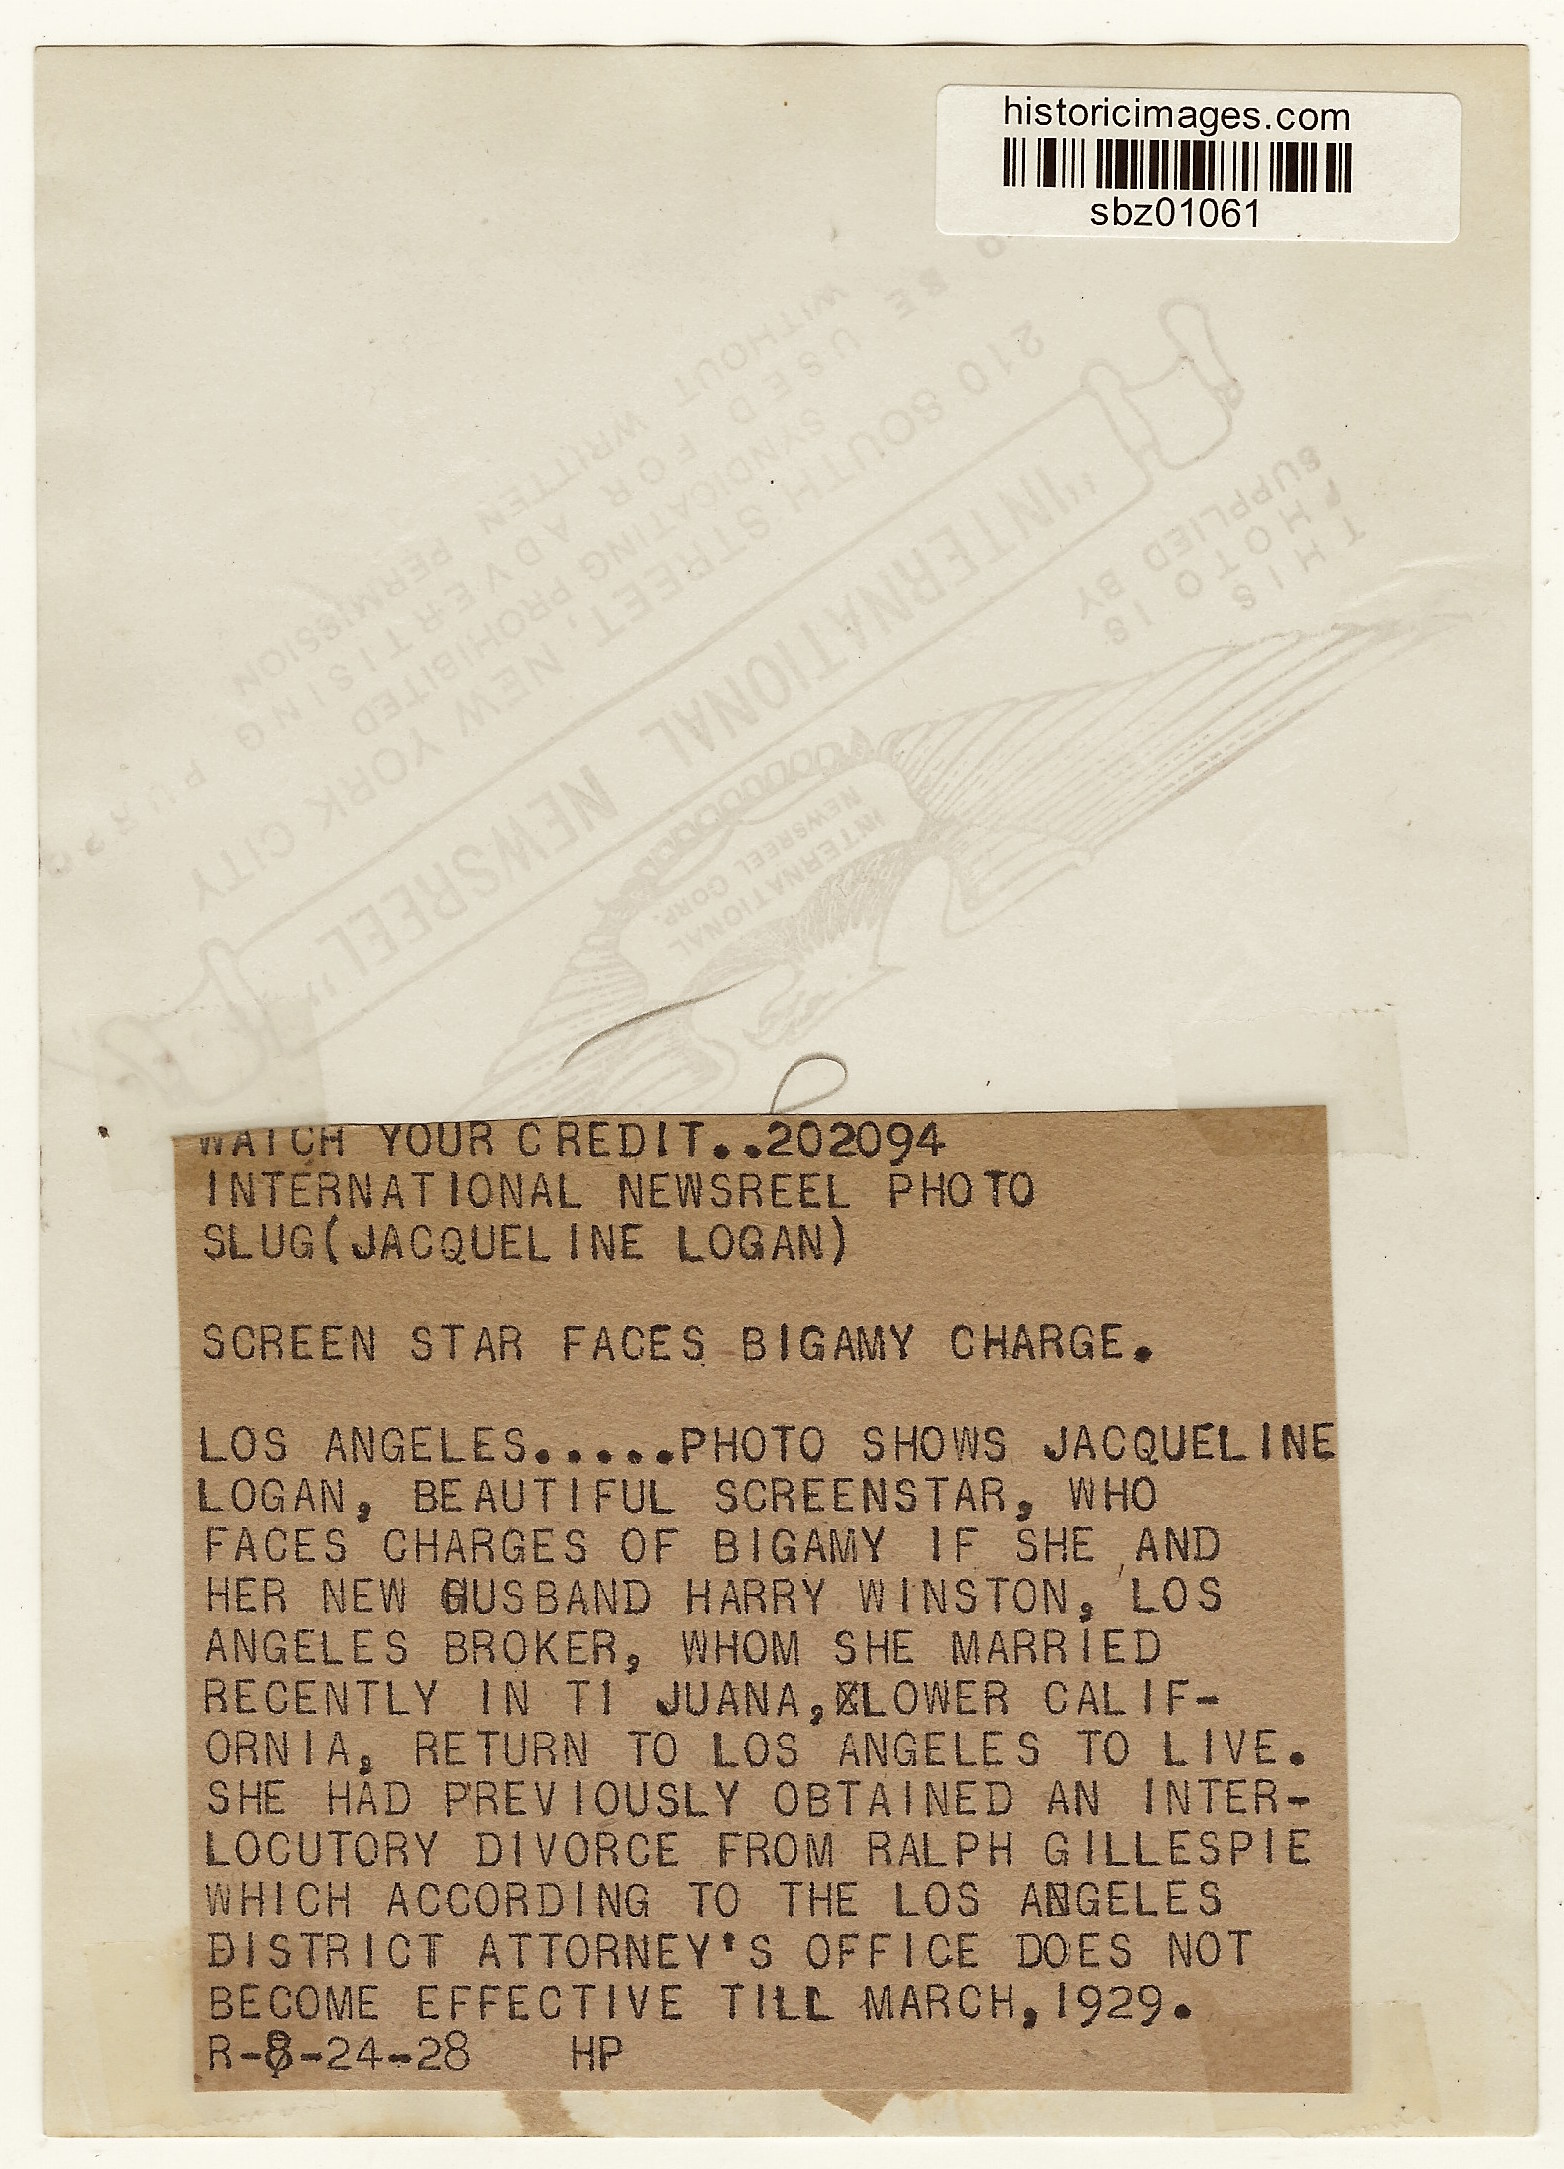 historicimages.com
sbz01061
THIS
PHOTO IS
SUPPLIED BY
"INTERNATIONAL NEWSREEL"
210 SOUTH STREET, NEW YORK CITY
SYNDICATING PROHIBITED
BE USED FOR ADVERTISING
WITHOUT WRITTEN PERMISSION
INTERNATIONAL
NEWSREEL CORP.
WATCH YOUR CREDIT..202094
INTERNATIONAL NEWSREEL PHOTO
SLUG(JACQUELINE LOGAN)
SCREEN STAR FACES BIGAMY CHARGE.
LOS ANGELES.....PHOTO SHOWS JACQUELINE
LOGAN, BEAUTIFUL SCREENSTAR, WHO
FACES CHARGES OF BIGAMY IF SHE AND
HER NEW HUSBAND HARRY WINSTON, LOS
ANGELES BROKER, WHOM SHE MARRIED
RECENTLY IN TI JUANA, LOWER CALIF-
ORNIA, RETURN TO LOS ANGELES TO LIVE.
SHE HAD PREVIOUSLY OBTAINED AN INTER-
LOCUTORY DIVORCE FROM RALPH GILLESPIE
WHICH ACCORDING TO THE LOS ANGELES
DISTRICT ATTORNEY'S OFFICE DOES NOT
BECOME EFFECTIVE TILL MARCH, 1929.
R-8-24-28 HP